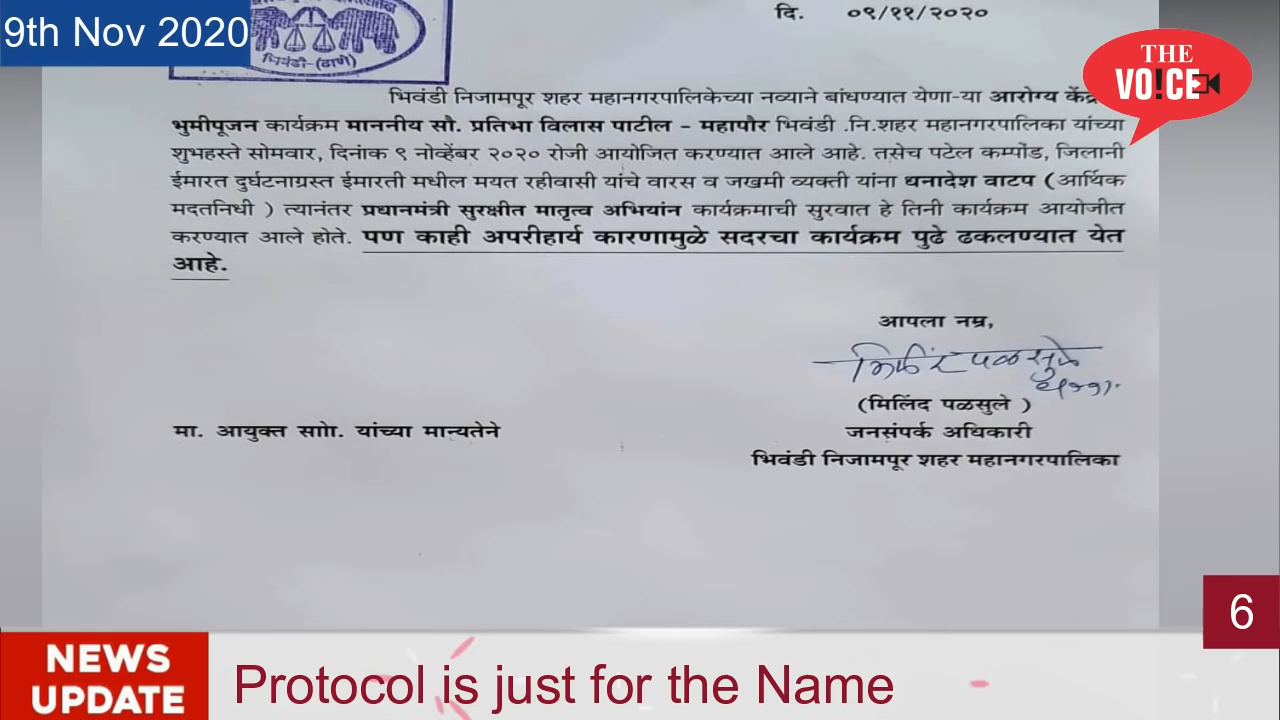 9th Nov 2020
दि. ०९/११/२०२०
THE
VO!CE
भिवंडी-(ठाणे)
भिवंडी निजामपूर शहर महानगरपालिकेच्या नव्याने बांधण्यात येणा-या आरोग्य केंद्र
भुमीपूजन कार्यक्रम माननीय सौ. प्रतिभा विलास पाटील - महापौर भिवंडी .नि.शहर महानगरपालिका यांच्या
शुभहस्ते सोमवार, दिनांक ९ नोव्हेंबर २०२० रोजी आयोजित करण्यात आले आहे. तसेच पटेल कम्पोंड, जिलानी
ईमारत दुर्घटनाग्रस्त ईमारती मधील मयत रहीवासी यांचे वारस व जखमी व्यक्ती यांना धनादेश वाटप (आर्थिक
मदतनिधी ) त्यानंतर प्रधानमंत्री सुरक्षीत मातृत्व अभियांन कार्यक्रमाची सुरवात हे तिनी कार्यक्रम आयोजीत
करण्यात आले होते. पण काही अपरीहार्य कारणामुळे सदरचा कार्यक्रम पुढे ढकलण्यात येत
आहे.
आपला नम्र,
मिलिंद पळसुले
(मिलिंद पळसुले )
मा. आयुक्त साो. यांच्या मान्यतेने
जनसंपर्क अधिकारी
भिवंडी निजामपूर शहर महानगरपालिका
6
NEWS
UPDATE
Protocol is just for the Name